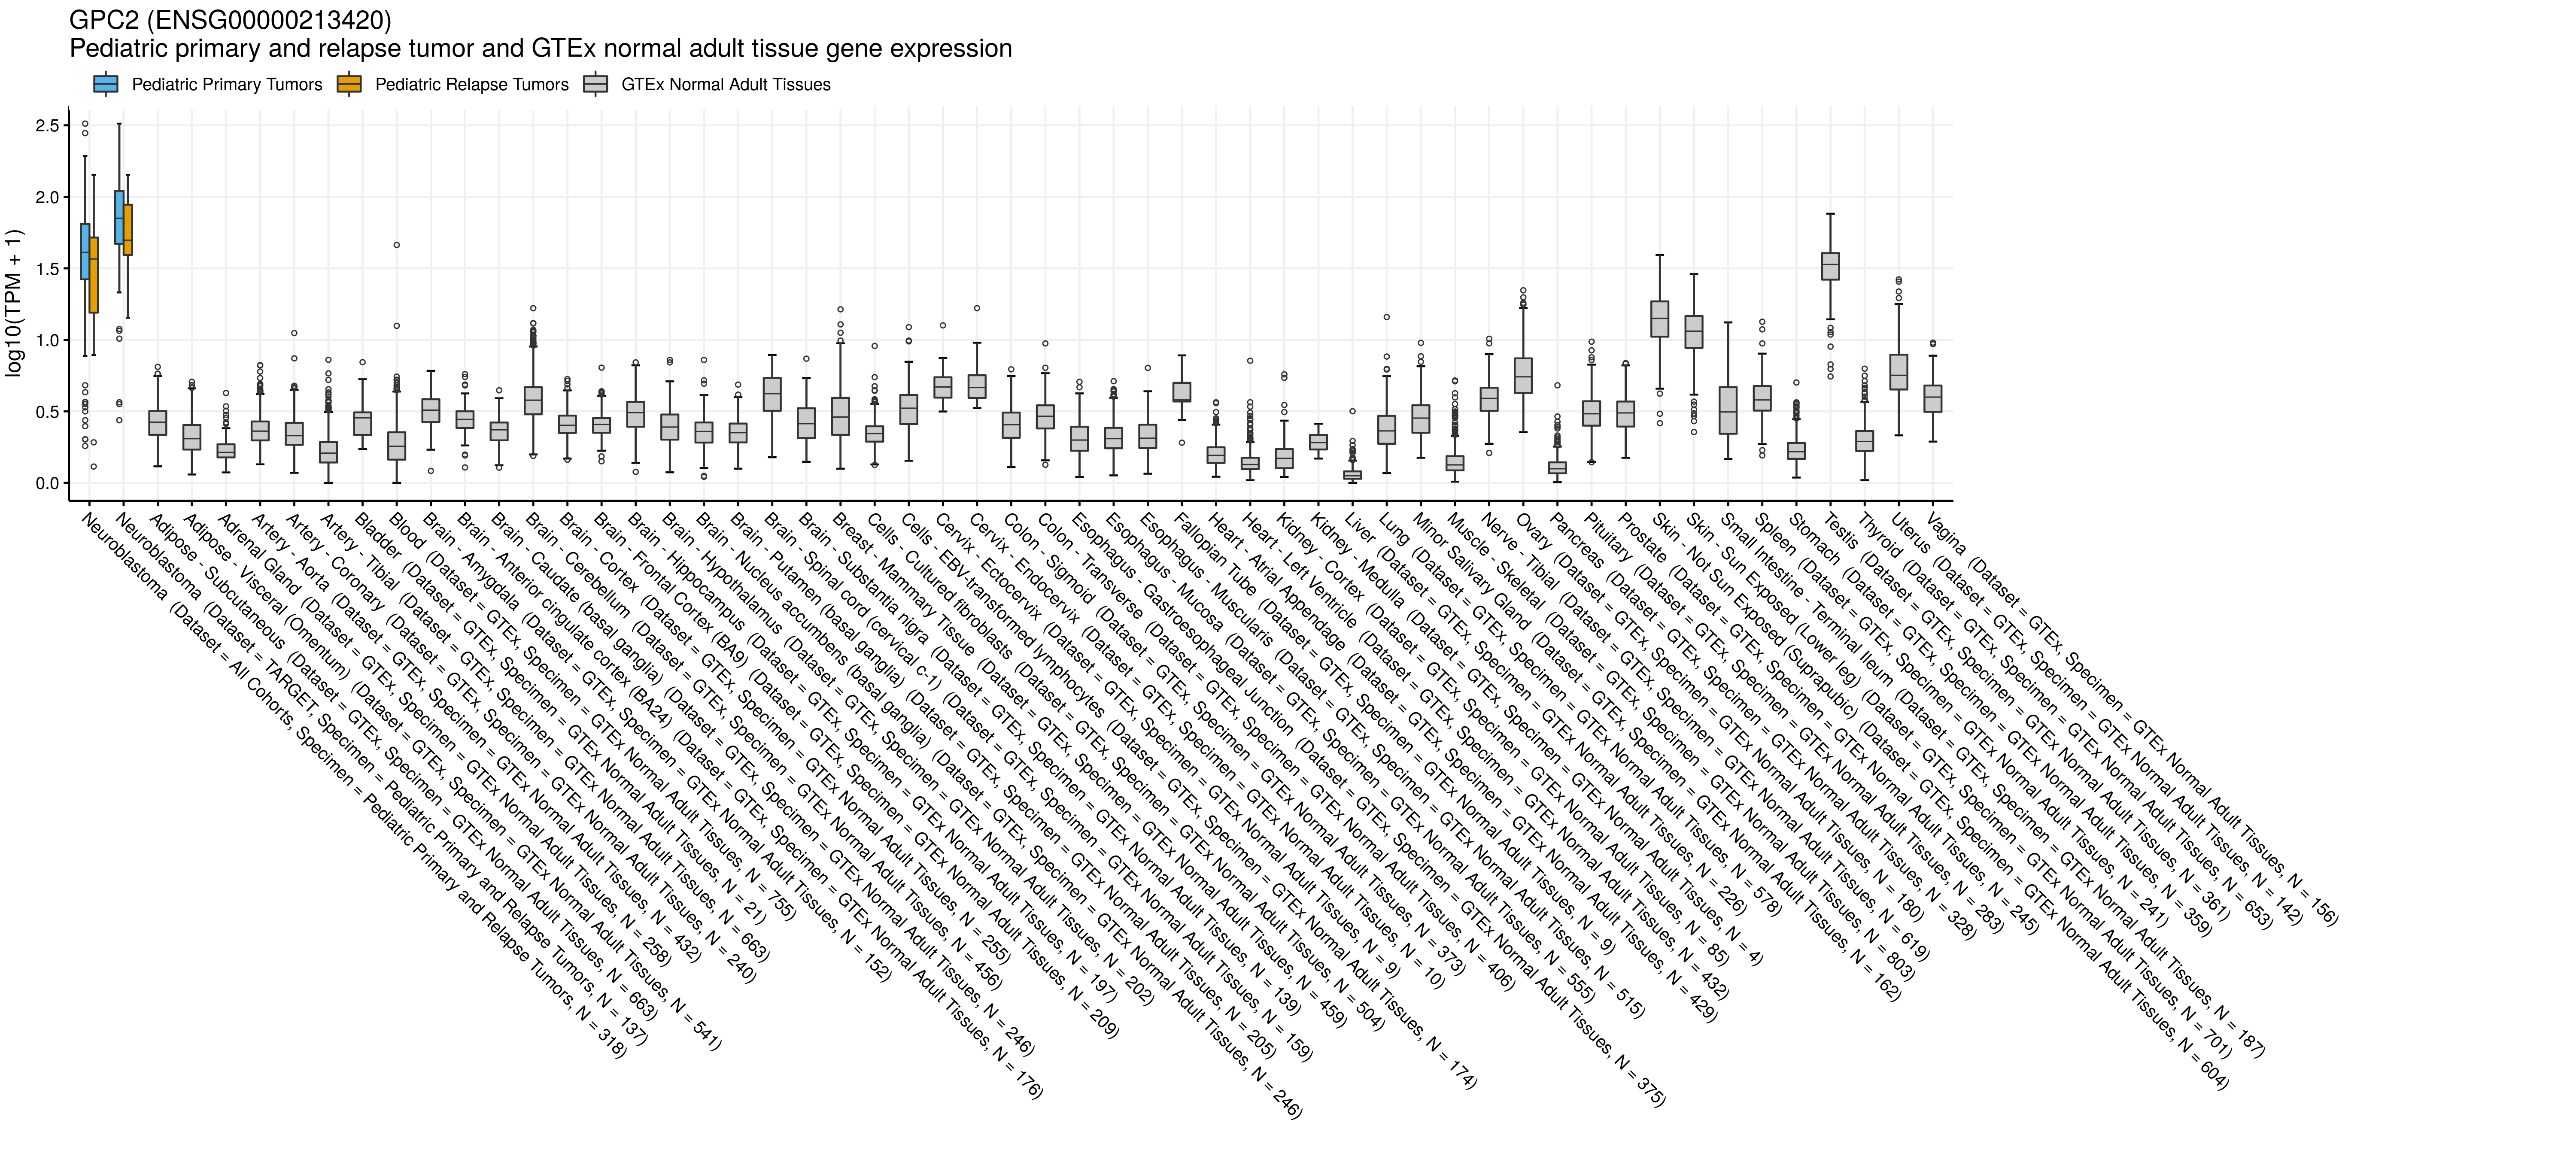 GPC2 (ENSG00000213420)
Pediatric primary and relapse tumor and GTEx normal adult tissue gene expression
Pediatric Primary Tumors Pediatric Relapse Tumors GTEx Normal Adult Tissues
log10(TPM + 1)
2.5
2.0
1.5
1.0
0.5
0.0
Neuroblastoma (Dataset = All Cohorts, Specimen = Pediatric Primary and Relapse Tumors, N = 318)
Neuroblastoma (Dataset = TARGET, Specimen = Pediatric Primary and Relapse Tumors, N = 137)
Adipose - Subcutaneous (Dataset = GTEx, Specimen = GTEx Normal Adult Tissues, N = 663)
Adipose - Visceral (Omentum) (Dataset = GTEx, Specimen = GTEx Normal Adult Tissues, N = 541)
Adrenal Gland (Dataset = GTEx, Specimen = GTEx Normal Adult Tissues, N = 258)
Artery - Aorta (Dataset = GTEx, Specimen = GTEx Normal Adult Tissues, N = 432)
Artery - Coronary (Dataset = GTEx, Specimen = GTEx Normal Adult Tissues, N = 240)
Artery - Tibial (Dataset = GTEx, Specimen = GTEx Normal Adult Tissues, N = 663)
Bladder (Dataset = GTEx, Specimen = GTEx Normal Adult Tissues, N = 21)
Blood (Dataset = GTEx, Specimen = GTEx Normal Adult Tissues, N = 755)
Brain - Amygdala (Dataset = GTEx, Specimen = GTEx Normal Adult Tissues, N = 152)
Brain - Anterior cingulate cortex (BA24) (Dataset = GTEx, Specimen = GTEx Normal Adult Tissues, N = 176)
Brain - Caudate (basal ganglia) (Dataset = GTEx, Specimen = GTEx Normal Adult Tissues, N = 246)
Brain - Cerebellum (Dataset = GTEx, Specimen = GTEx Normal Adult Tissues, N = 456)
Brain - Cortex (Dataset = GTEx, Specimen = GTEx Normal Adult Tissues, N = 255)
Brain - Frontal Cortex (BA9) (Dataset = GTEx, Specimen = GTEx Normal Adult Tissues, N = 209)
Brain - Hippocampus (Dataset = GTEx, Specimen = GTEx Normal Adult Tissues, N = 197)
Brain - Hypothalamus (Dataset = GTEx, Specimen = GTEx Normal Adult Tissues, N = 202)
Brain - Nucleus accumbens (basal ganglia) (Dataset = GTEx, Specimen = GTEx Normal Adult Tissues, N = 246)
Brain - Putamen (basal ganglia) (Dataset = GTEx, Specimen = GTEx Normal Adult Tissues, N = 205)
Brain - Spinal cord (cervical c-1) (Dataset = GTEx, Specimen = GTEx Normal Adult Tissues, N = 159)
Brain - Substantia nigra (Dataset = GTEx, Specimen = GTEx Normal Adult Tissues, N = 139)
Breast - Mammary Tissue (Dataset = GTEx, Specimen = GTEx Normal Adult Tissues, N = 459)
Cells - Cultured fibroblasts (Dataset = GTEx, Specimen = GTEx Normal Adult Tissues, N = 504)
Cells - EBV-transformed lymphocytes (Dataset = GTEx, Specimen = GTEx Normal Adult Tissues, N = 174)
Cervix - Ectocervix (Dataset = GTEx, Specimen = GTEx Normal Adult Tissues, N = 9)
Cervix - Endocervix (Dataset = GTEx, Specimen = GTEx Normal Adult Tissues, N = 10)
Colon - Sigmoid (Dataset = GTEx, Specimen = GTEx Normal Adult Tissues, N = 373)
Colon - Transverse (Dataset = GTEx, Specimen = GTEx Normal Adult Tissues, N = 406)
Esophagus - Gastroesophageal Junction (Dataset = GTEx, Specimen = GTEx Normal Adult Tissues, N = 375)
Esophagus - Mucosa (Dataset = GTEx, Specimen = GTEx Normal Adult Tissues, N = 555)
Esophagus - Muscularis (Dataset = GTEx, Specimen = GTEx Normal Adult Tissues, N = 515)
Fallopian Tube (Dataset = GTEx, Specimen = GTEx Normal Adult Tissues, N = 9)
Heart - Atrial Appendage (Dataset = GTEx, Specimen = GTEx Normal Adult Tissues, N = 429)
Heart - Left Ventricle (Dataset = GTEx, Specimen = GTEx Normal Adult Tissues, N = 432)
Kidney - Cortex (Dataset = GTEx, Specimen = GTEx Normal Adult Tissues, N = 85)
Kidney - Medulla (Dataset = GTEx, Specimen = GTEx Normal Adult Tissues, N = 4)
Liver (Dataset = GTEx, Specimen = GTEx Normal Adult Tissues, N = 226)
Lung (Dataset = GTEx, Specimen = GTEx Normal Adult Tissues, N = 578)
Minor Salivary Gland (Dataset = GTEx, Specimen = GTEx Normal Adult Tissues, N = 162)
Muscle - Skeletal (Dataset = GTEx, Specimen = GTEx Normal Adult Tissues, N = 803)
Nerve - Tibial (Dataset = GTEx, Specimen = GTEx Normal Adult Tissues, N = 619)
Ovary (Dataset = GTEx, Specimen = GTEx Normal Adult Tissues, N = 180)
Pancreas (Dataset = GTEx, Specimen = GTEx Normal Adult Tissues, N = 328)
Pituitary (Dataset = GTEx, Specimen = GTEx Normal Adult Tissues, N = 283)
Prostate (Dataset = GTEx, Specimen = GTEx Normal Adult Tissues, N = 245)
Skin - Not Sun Exposed (Suprapubic) (Dataset = GTEx, Specimen = GTEx Normal Adult Tissues, N = 604)
Skin - Sun Exposed (Lower leg) (Dataset = GTEx, Specimen = GTEx Normal Adult Tissues, N = 701)
Small Intestine - Terminal Ileum (Dataset = GTEx, Specimen = GTEx Normal Adult Tissues, N = 187)
Spleen (Dataset = GTEx, Specimen = GTEx Normal Adult Tissues, N = 241)
Stomach (Dataset = GTEx, Specimen = GTEx Normal Adult Tissues, N = 359)
Testis (Dataset = GTEx, Specimen = GTEx Normal Adult Tissues, N = 361)
Thyroid (Dataset = GTEx, Specimen = GTEx Normal Adult Tissues, N = 653)
Uterus (Dataset = GTEx, Specimen = GTEx Normal Adult Tissues, N = 142)
Vagina (Dataset = GTEx, Specimen = GTEx Normal Adult Tissues, N = 156)